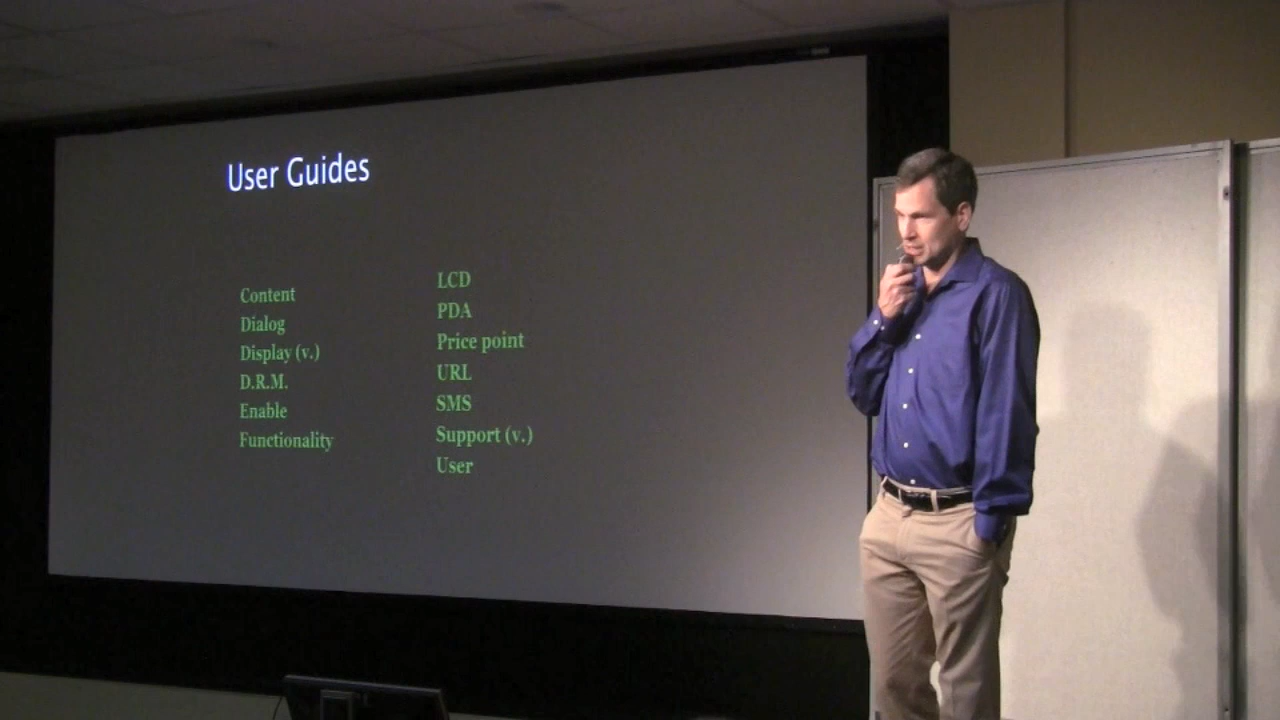 User Guides
Content
Dialog
Display (v.)
D.R.M.
Enable
Functionality
LCD
PDA
Price point
URL
SMS
Support (v.)
User